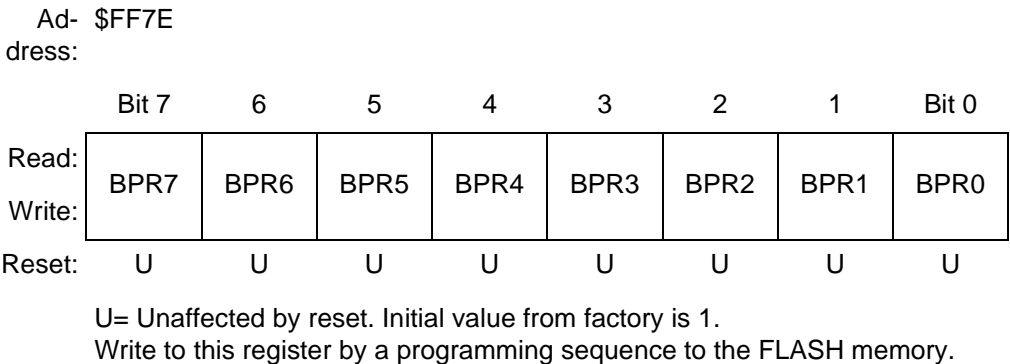 Ad- $FF7E
dress:
Bit 7 6 5 4 3 2 1 Bit 0
Read:
BPR7 BPR6 BPR5 BPR4 BPR3 BPR2 BPR1 BPR0
Write:
Reset: U U U U U U U U
U= Unaffected by reset. Initial value from factory is 1.
Write to this register by a programming sequence to the FLASH memory.